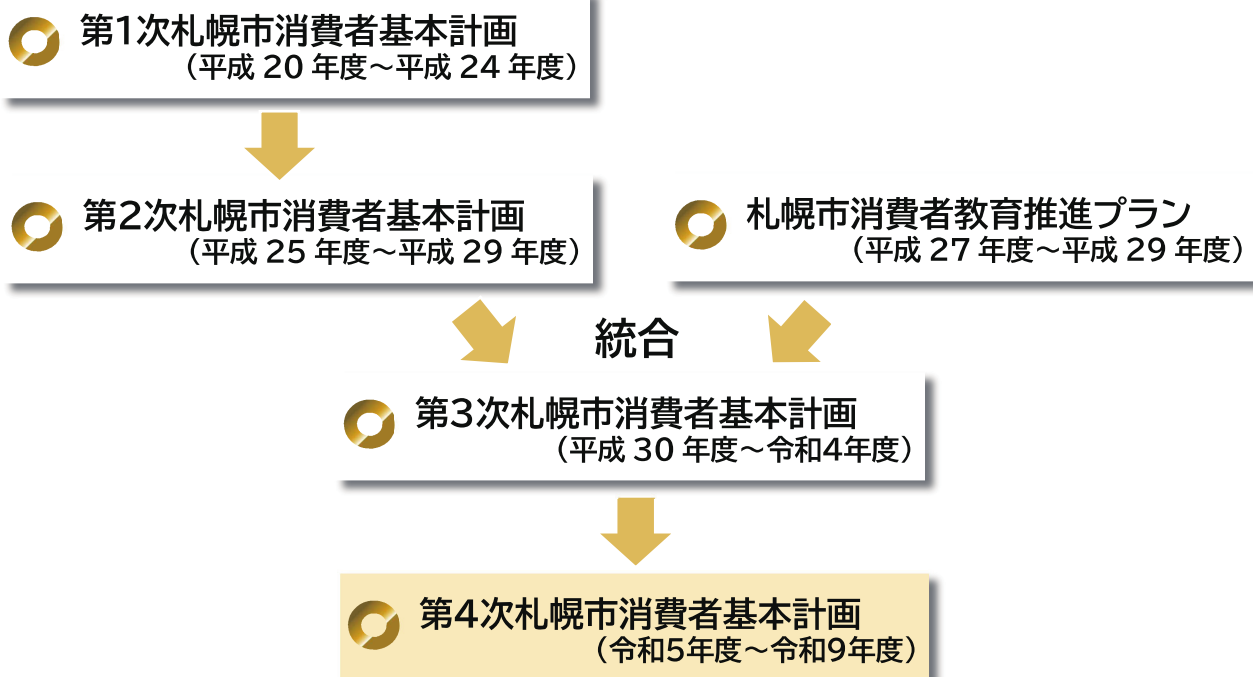 第1次札幌市消費者基本計画
（平成 20 年度～平成 24 年度）
第2次札幌市消費者基本計画
（平成 25 年度～平成 29 年度）
札幌市消費者教育推進プラン
（平成 27 年度～平成 29 年度）
統合
第3次札幌市消費者基本計画
（平成 30 年度～令和4年度）
第4次札幌市消費者基本計画
（令和5年度～令和9年度）